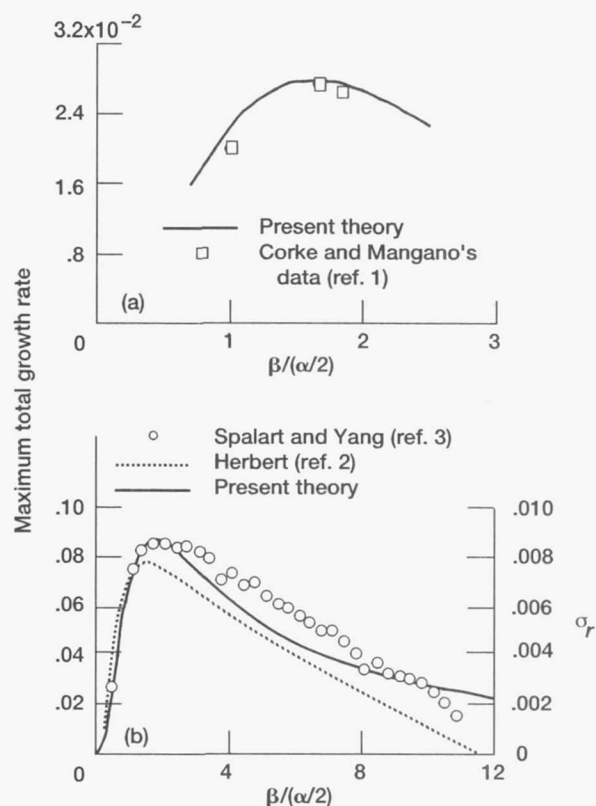 3.2x10-2
2.4
1.6
.8
0
Present theory
Corke and Mangano's
data (ref. 1)
(a)
1
2
3
β/(α/2)
Maximum total growth rate
Spalart and Yang (ref. 3)
Herbert (ref. 2)
Present theory
.10
.08
.06
.04
.02
0
.010
.008
.006
.004
.002
0
σr
(b)
4
8
12
β/(α/2)